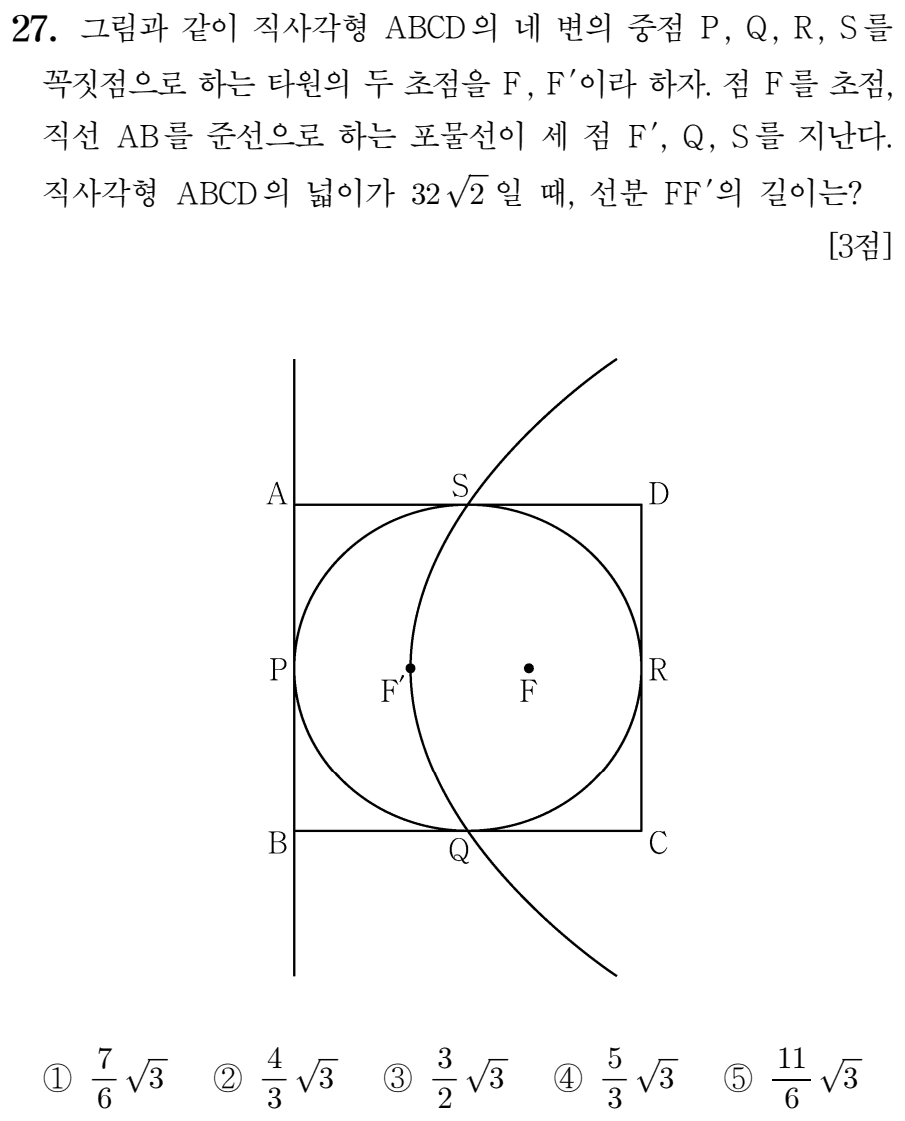 27. 그림과 같이 직사각형 ABCD의 네 변의 중점 P, Q, R, S를
꼭짓점으로 하는 타원의 두 초점을 F, F′이라 하자. 점 F를 초점,
직선 AB를 준선으로 하는 포물선이 세 점 F′, Q, S를 지난다.
직사각형 ABCD의 넓이가 32√2일 때, 선분 FF′의 길이는?
[3점]
A S D
P F′ F R
B Q C
① 7/6 √3 ② 4/3 √3 ③ 3/2 √3 ④ 5/3 √3 ⑤ 11/6 √3